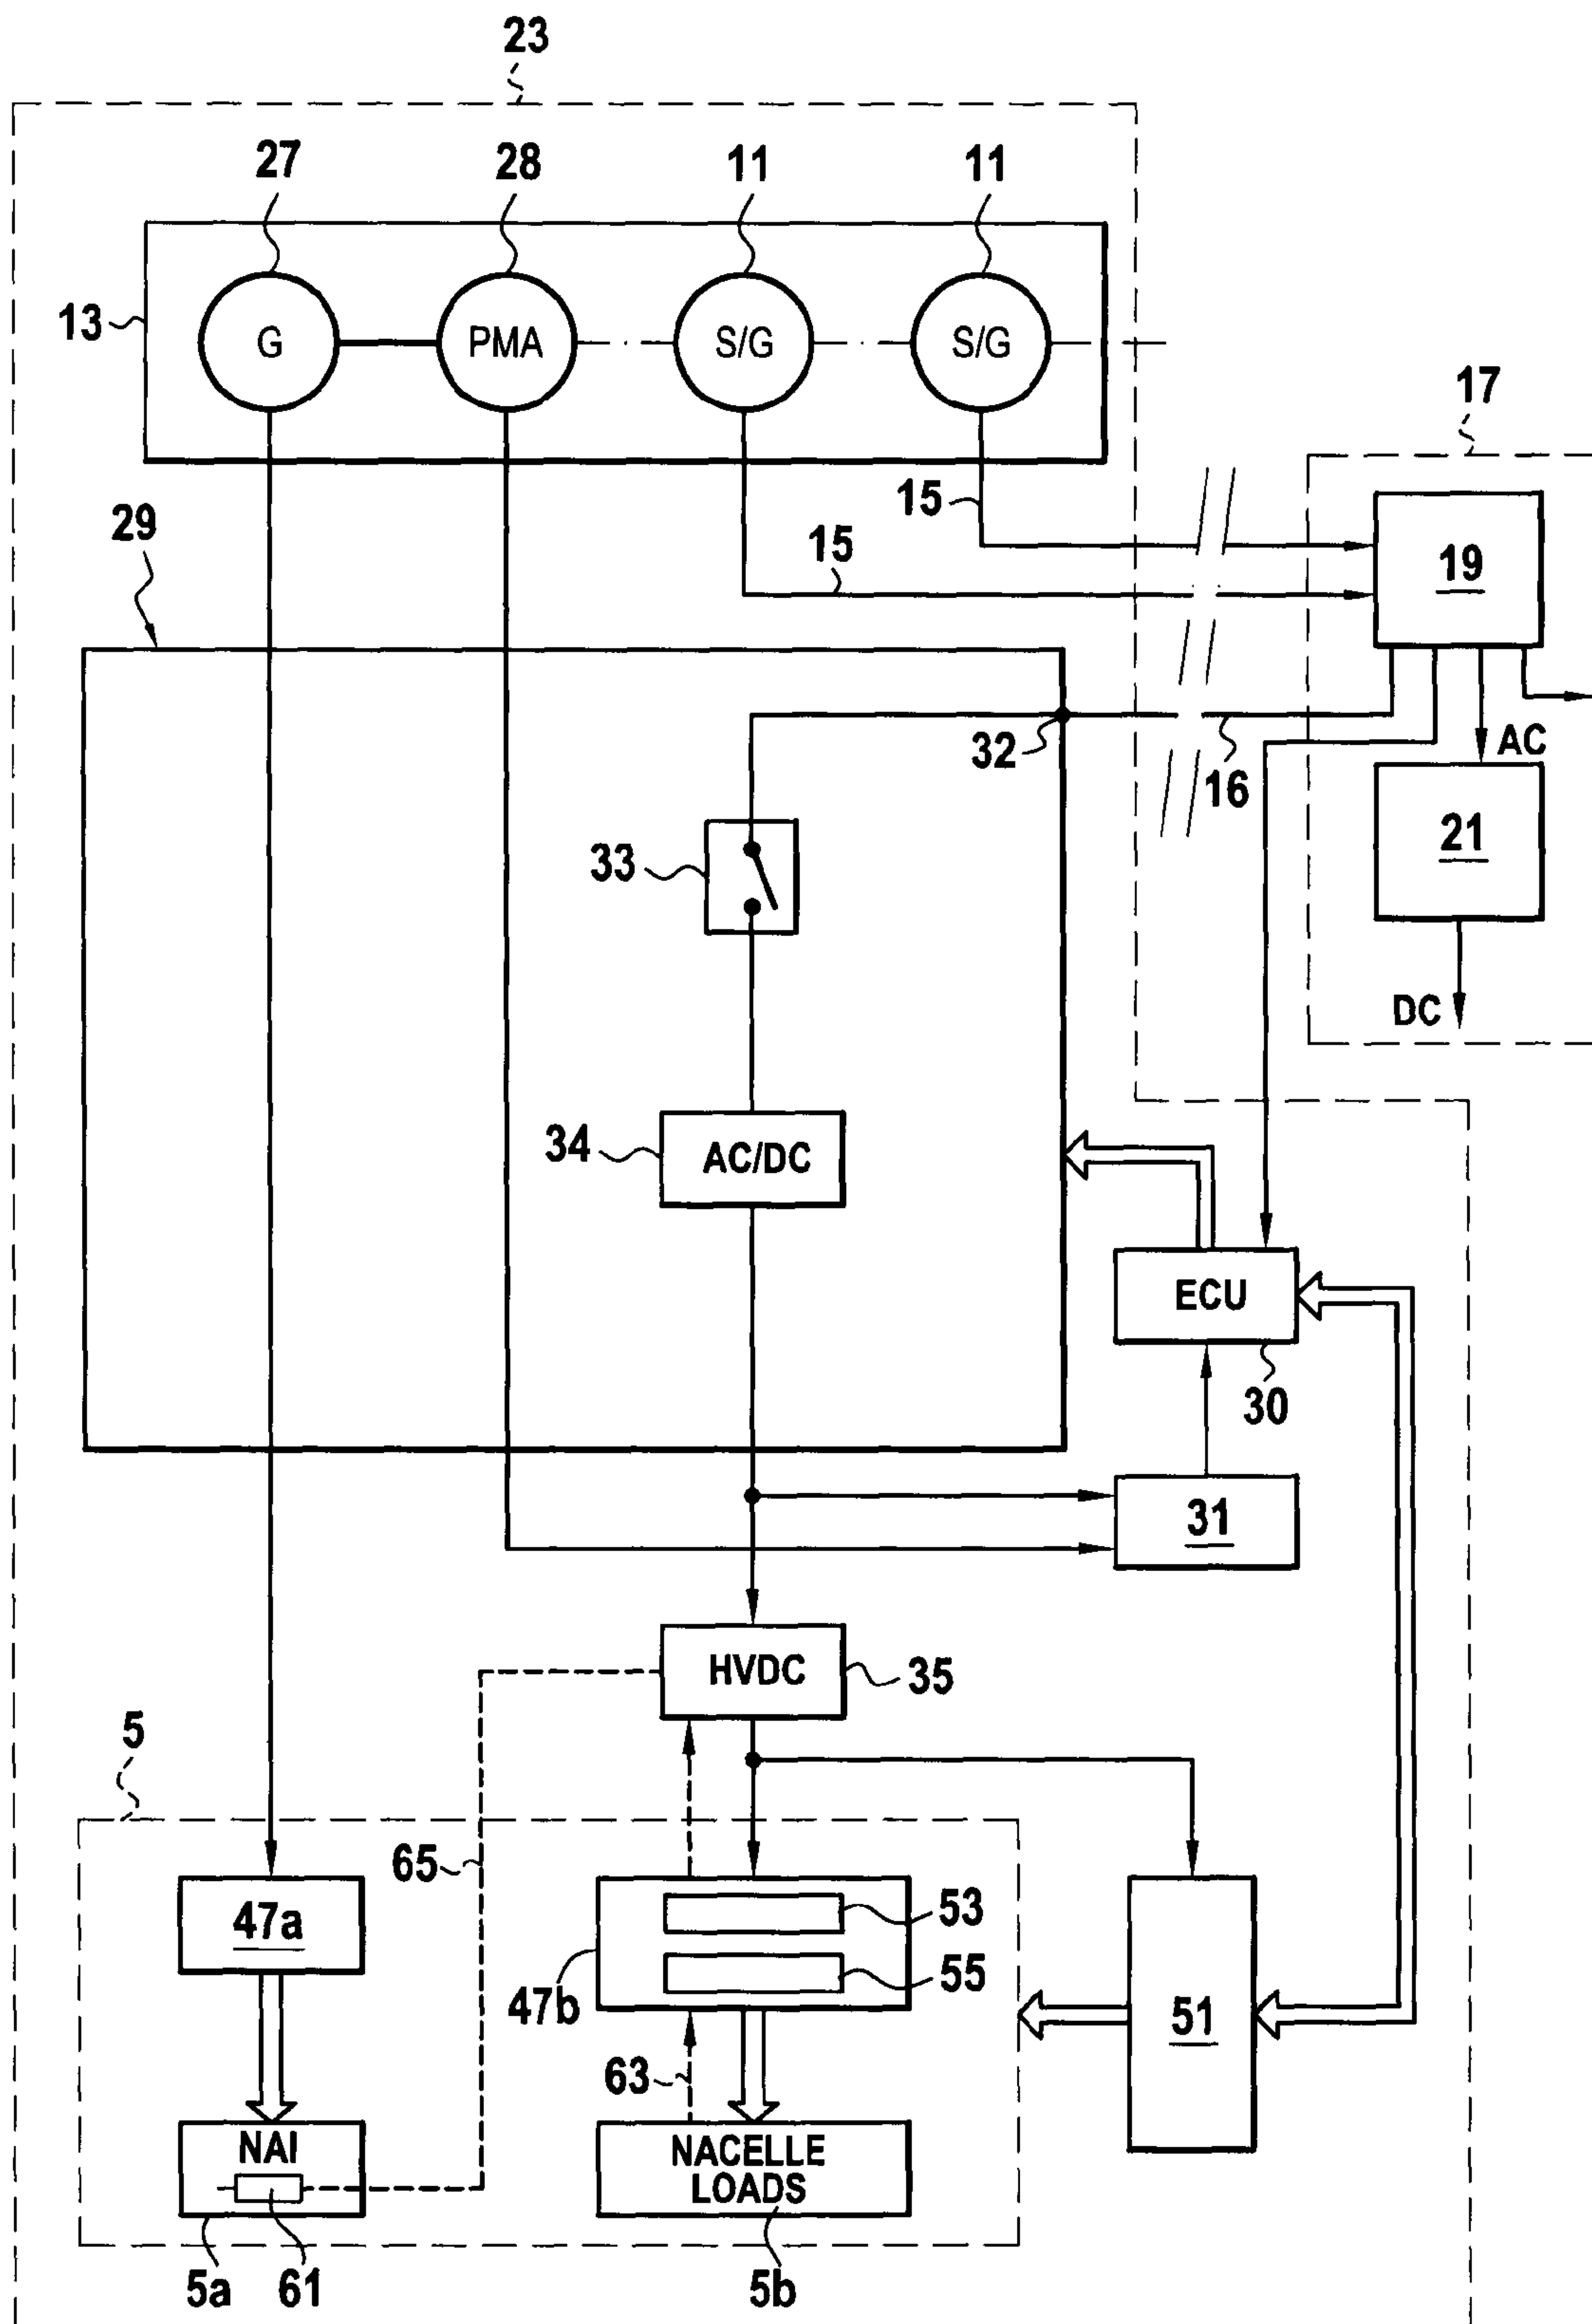 23
27
28
11
11
13
G
PMA
S/G
S/G
17
15
29
15
19
32
16
AC
33
21
DC
34
AC/DC
ECU
30
31
HVDC
35
5
65
47a
53
55
47b
51
63
NAI
NACELLE
LOADS
5a
61
5b